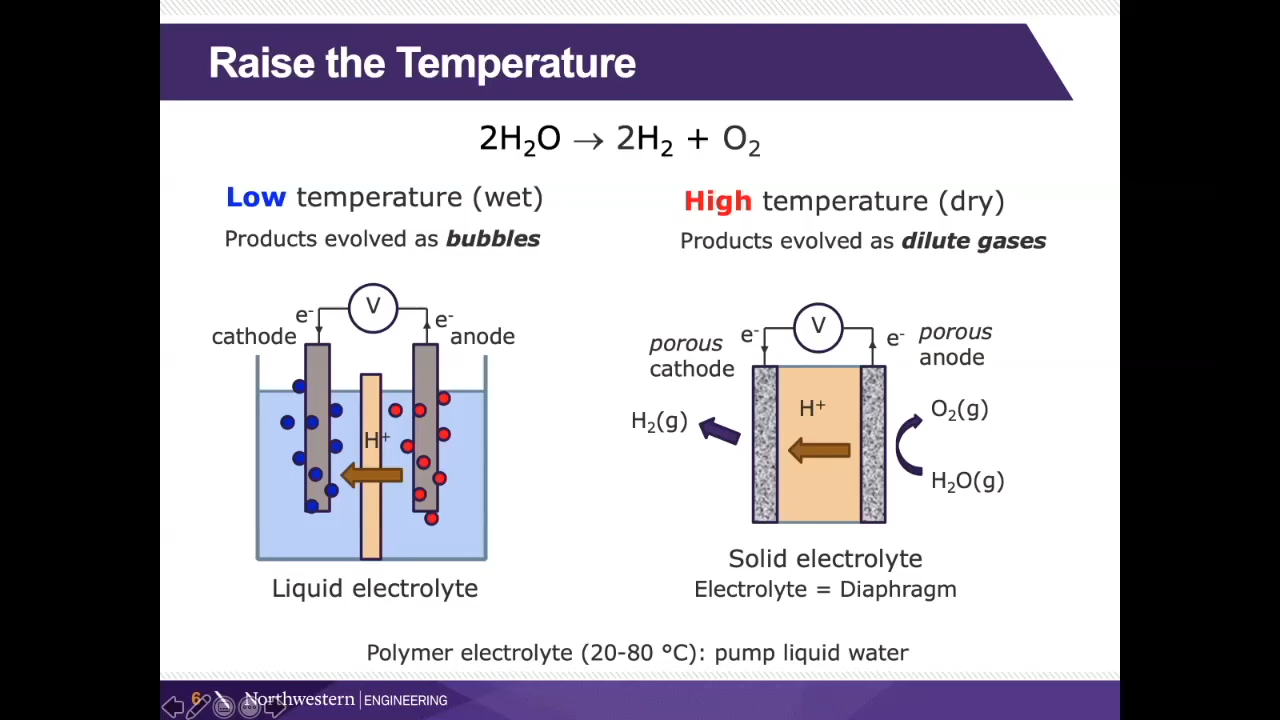 Raise the Temperature
2H₂O → 2H₂ + O₂
Low temperature (wet)
Products evolved as bubbles
V
e⁻
e⁻
cathode
anode
H⁺
Liquid electrolyte
High temperature (dry)
Products evolved as dilute gases
V
e⁻
e⁻
porous
cathode
porous
anode
H⁺
H₂(g)
O₂(g)
H₂O(g)
Solid electrolyte
Electrolyte = Diaphragm
Polymer electrolyte (20-80 °C): pump liquid water
6
Northwestern | ENGINEERING